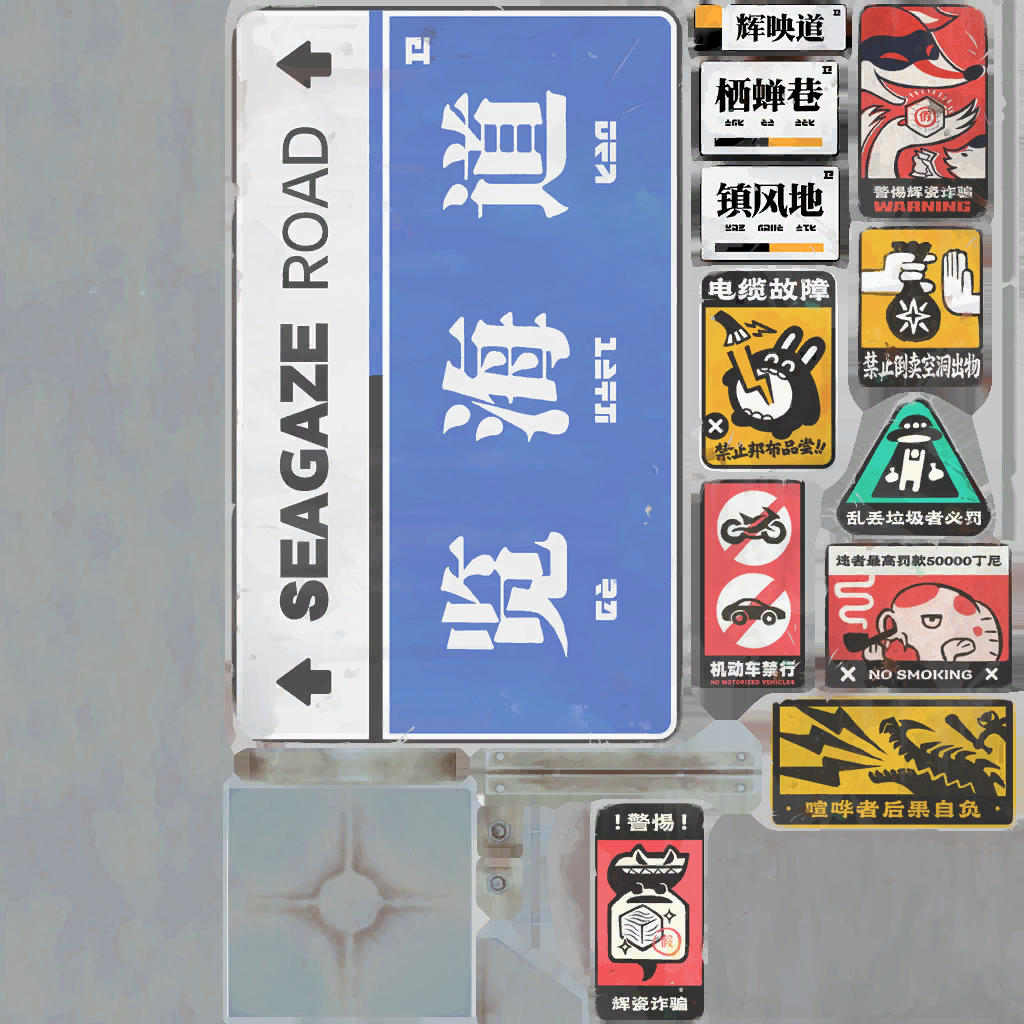 览海道
SEAGAZE ROAD
辉映道
栖蝉巷
镇风地
假
警惕辉瓷诈骗
WARNING
禁止倒卖空洞出物
电缆故障
禁止邦布品尝!!
乱丢垃圾者必罚
机动车禁行
NO MOTORIZED VEHICLES
违者最高罚款50000丁尼
NO SMOKING
·喧哗者后果自负·
!警惕!
假
辉瓷诈骗